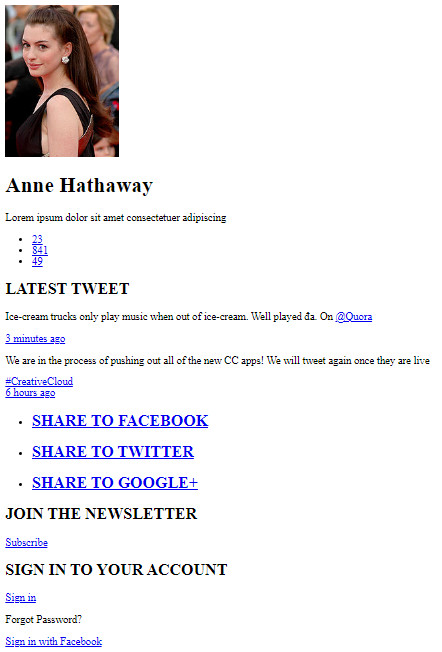 Anne Hathaway
Lorem ipsum dolor sit amet consectetuer adipiscing
23
841
49
LATEST TWEET
Ice-cream trucks only play music when out of ice-cream. Well played đa. On @Quora
3 minutes ago
We are in the process of pushing out all of the new CC apps! We will tweet again once they are live
#CreativeCloud
6 hours ago
SHARE TO FACEBOOK
SHARE TO TWITTER
SHARE TO GOOGLE+
JOIN THE NEWSLETTER
Subscribe
SIGN IN TO YOUR ACCOUNT
Sign in
Forgot Password?
Sign in with Facebook